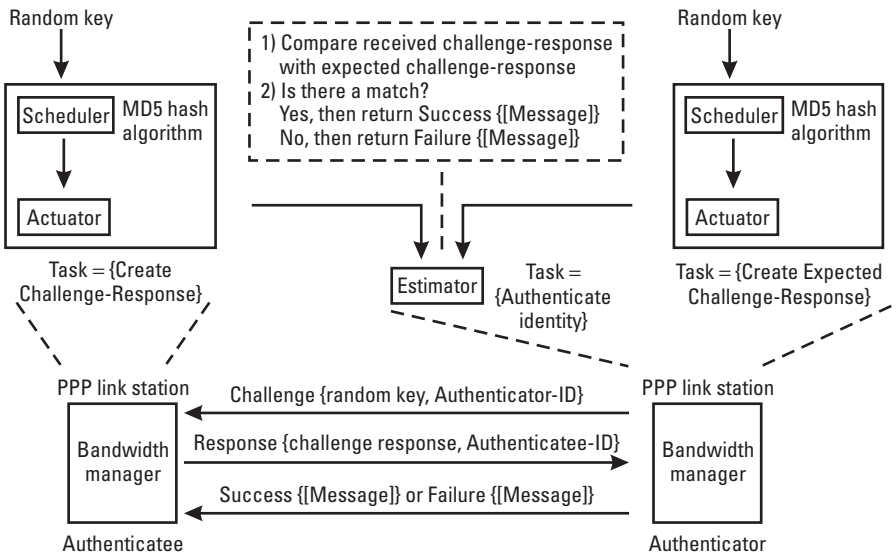 Random key
Random key
1) Compare received challenge-response
with expected challenge-response
2) Is there a match?
Yes, then return Success {[Message]}
No, then return Failure {[Message]}
Scheduler
MD5 hash
algorithm
Actuator
Scheduler
MD5 hash
algorithm
Actuator
Task = {Create
Challenge-Response}
Estimator
Task =
{Authenticate
identity}
Task = {Create Expected
Challenge-Response}
PPP link station
PPP link station
Challenge {random key, Authenticator-ID}
Bandwidth
manager
Response {challenge response, Authenticatee-ID}
Bandwidth
manager
Success {[Message]} or Failure {[Message]}
Authenticatee
Authenticator